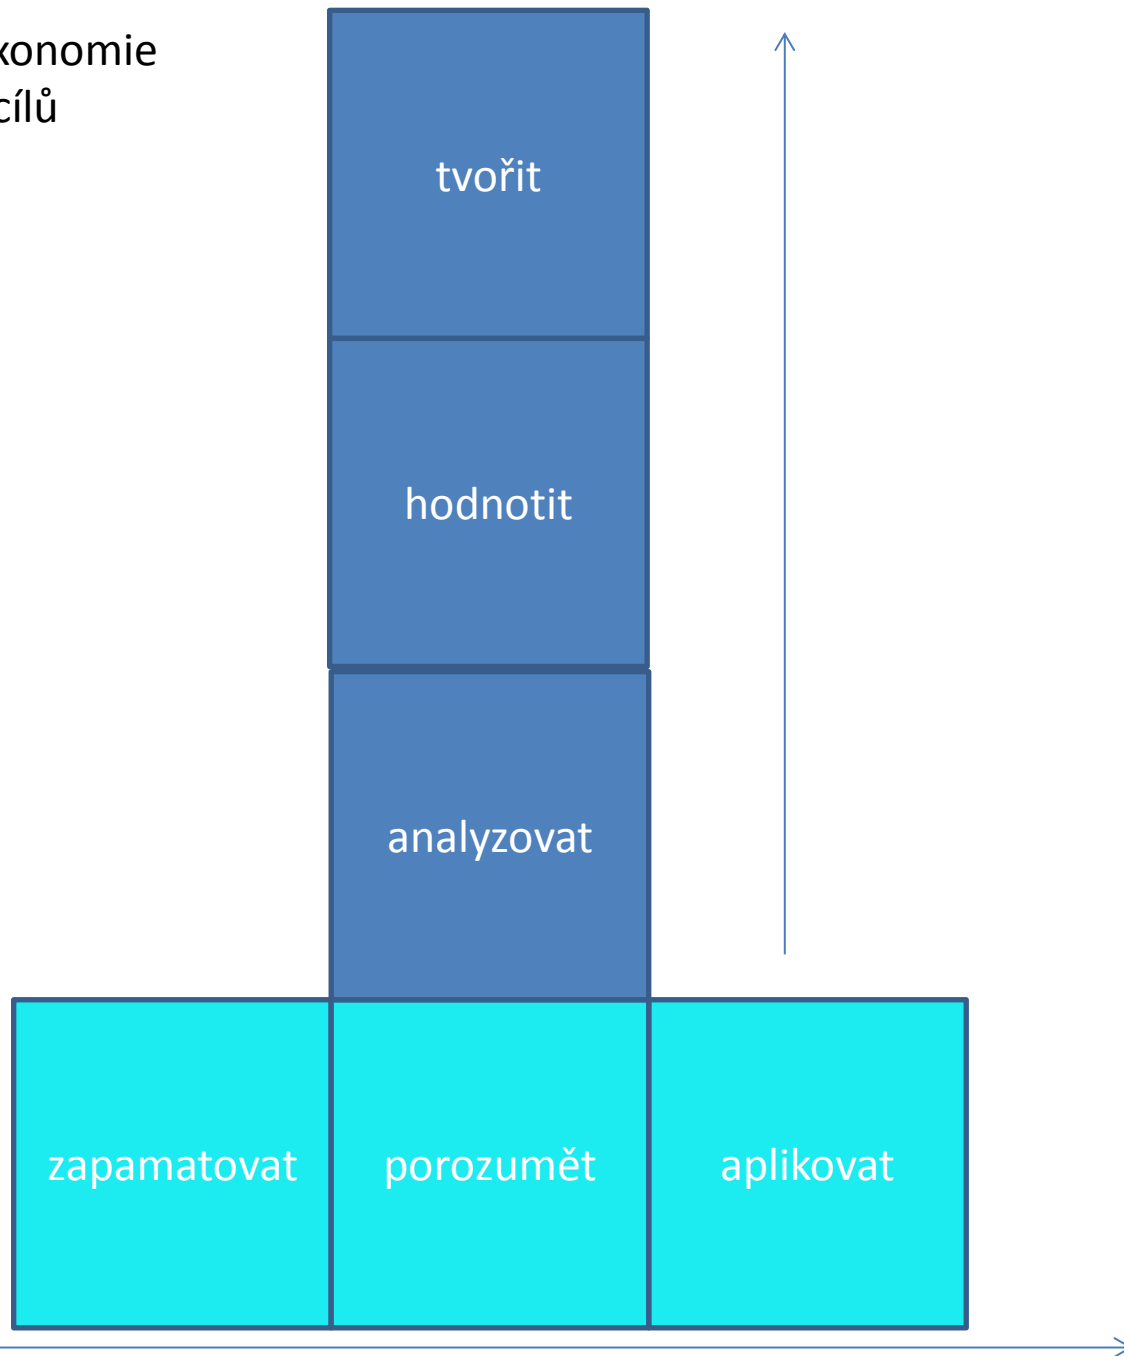 xonomie
cílů
tvořit
hodnotit
analyzovat
zapamatovat porozumět aplikovat